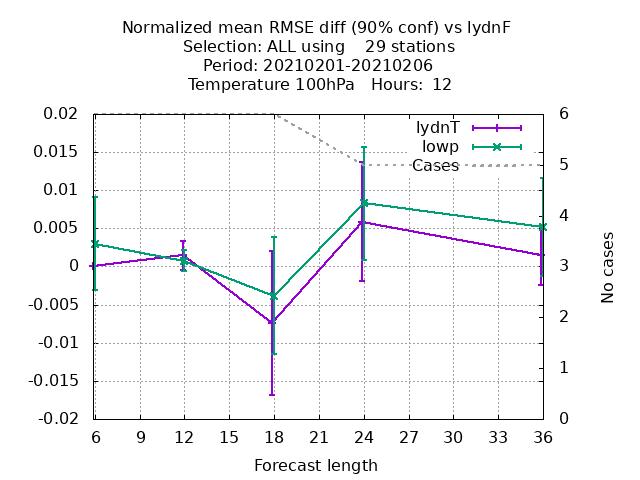 Normalized mean RMSE diff (90% conf) vs lydnF
Selection: ALL using    29 stations
Period: 20210201-20210206
Temperature 100hPa   Hours:  12
0.02
0.015
0.01
0.005
0
-0.005
-0.01
-0.015
-0.02
lydnT
lowp
Cases
6
5
4
3
2
1
0
No cases
6 9 12 15 18 21 24 27 30 33 36
Forecast length